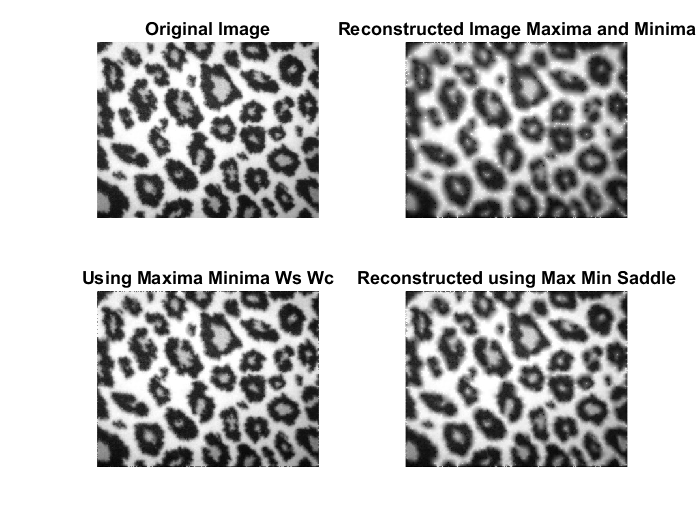 Original Image
Reconstructed Image Maxima and Minima
Using Maxima Minima Ws Wc
Reconstructed using Max Min Saddle